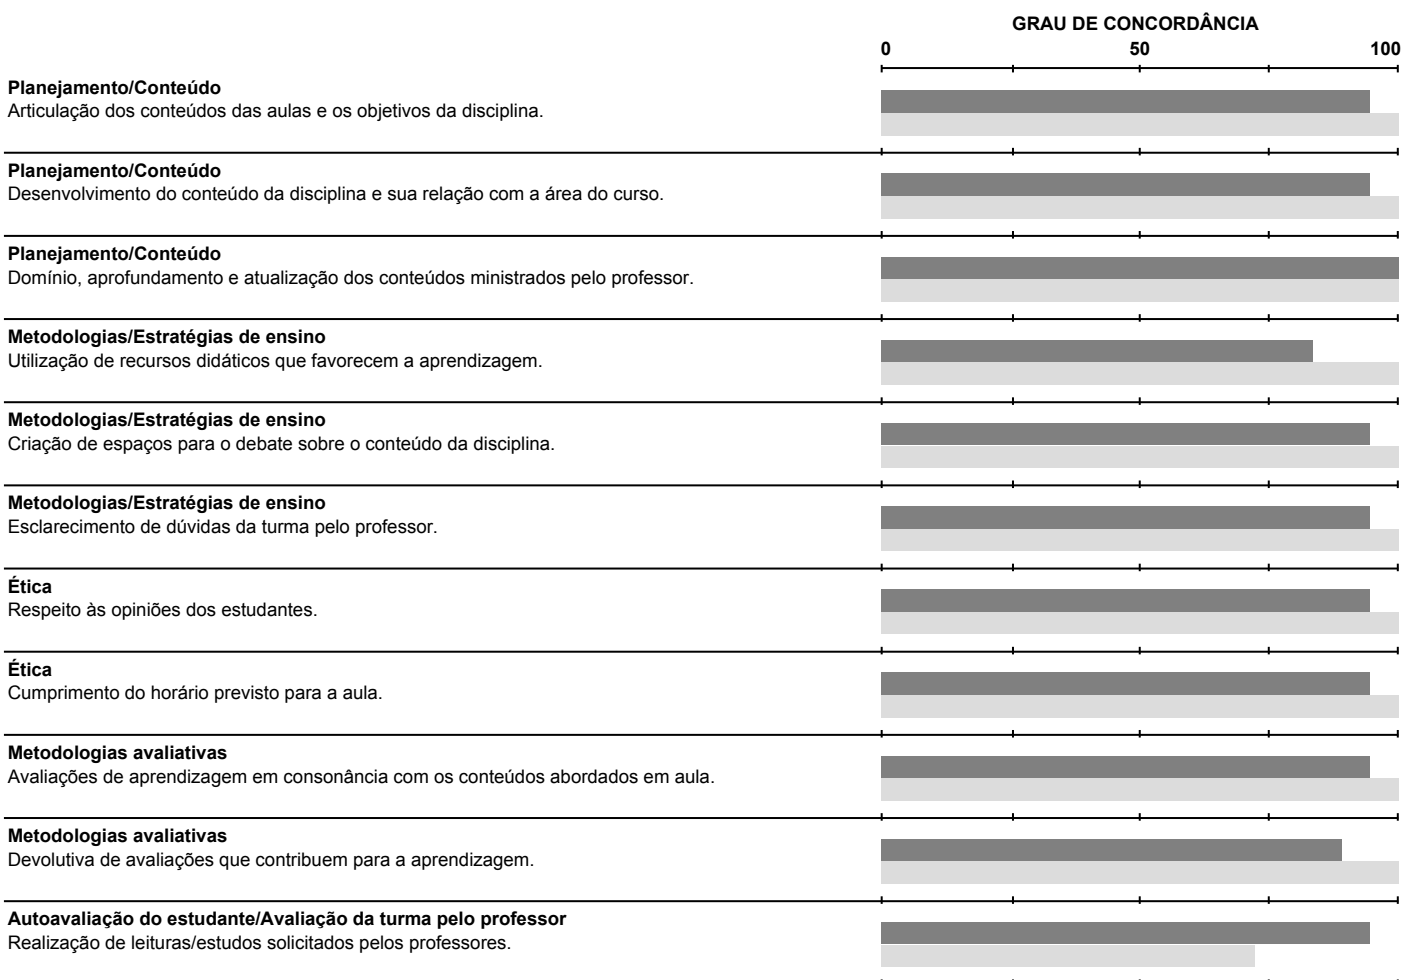 GRAU DE CONCORDÂNCIA
0 50 100
Planejamento/Conteúdo
Articulação dos conteúdos das aulas e os objetivos da disciplina.
Planejamento/Conteúdo
Desenvolvimento do conteúdo da disciplina e sua relação com a área do curso.
Planejamento/Conteúdo
Domínio, aprofundamento e atualização dos conteúdos ministrados pelo professor.
Metodologias/Estratégias de ensino
Utilização de recursos didáticos que favorecem a aprendizagem.
Metodologias/Estratégias de ensino
Criação de espaços para o debate sobre o conteúdo da disciplina.
Metodologias/Estratégias de ensino
Esclarecimento de dúvidas da turma pelo professor.
Ética
Respeito às opiniões dos estudantes.
Ética
Cumprimento do horário previsto para a aula.
Metodologias avaliativas
Avaliações de aprendizagem em consonância com os conteúdos abordados em aula.
Metodologias avaliativas
Devolutiva de avaliações que contribuem para a aprendizagem.
Autoavaliação do estudante/Avaliação da turma pelo professor
Realização de leituras/estudos solicitados pelos professores.